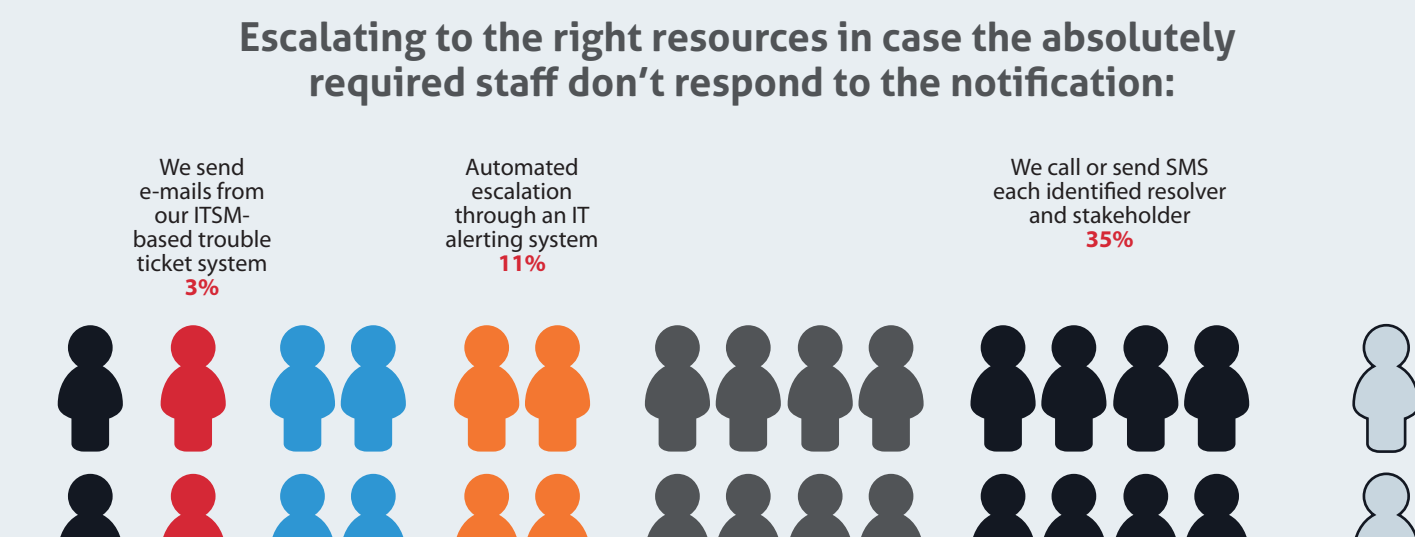 Escalating to the right resources in case the absolutely
required staff don’t respond to the notification:
We send
e-mails from
our ITSM-
based trouble
ticket system
3%
Automated
escalation
through an IT
alerting system
11%
We call or send SMS
each identified resolver
and stakeholder
35%